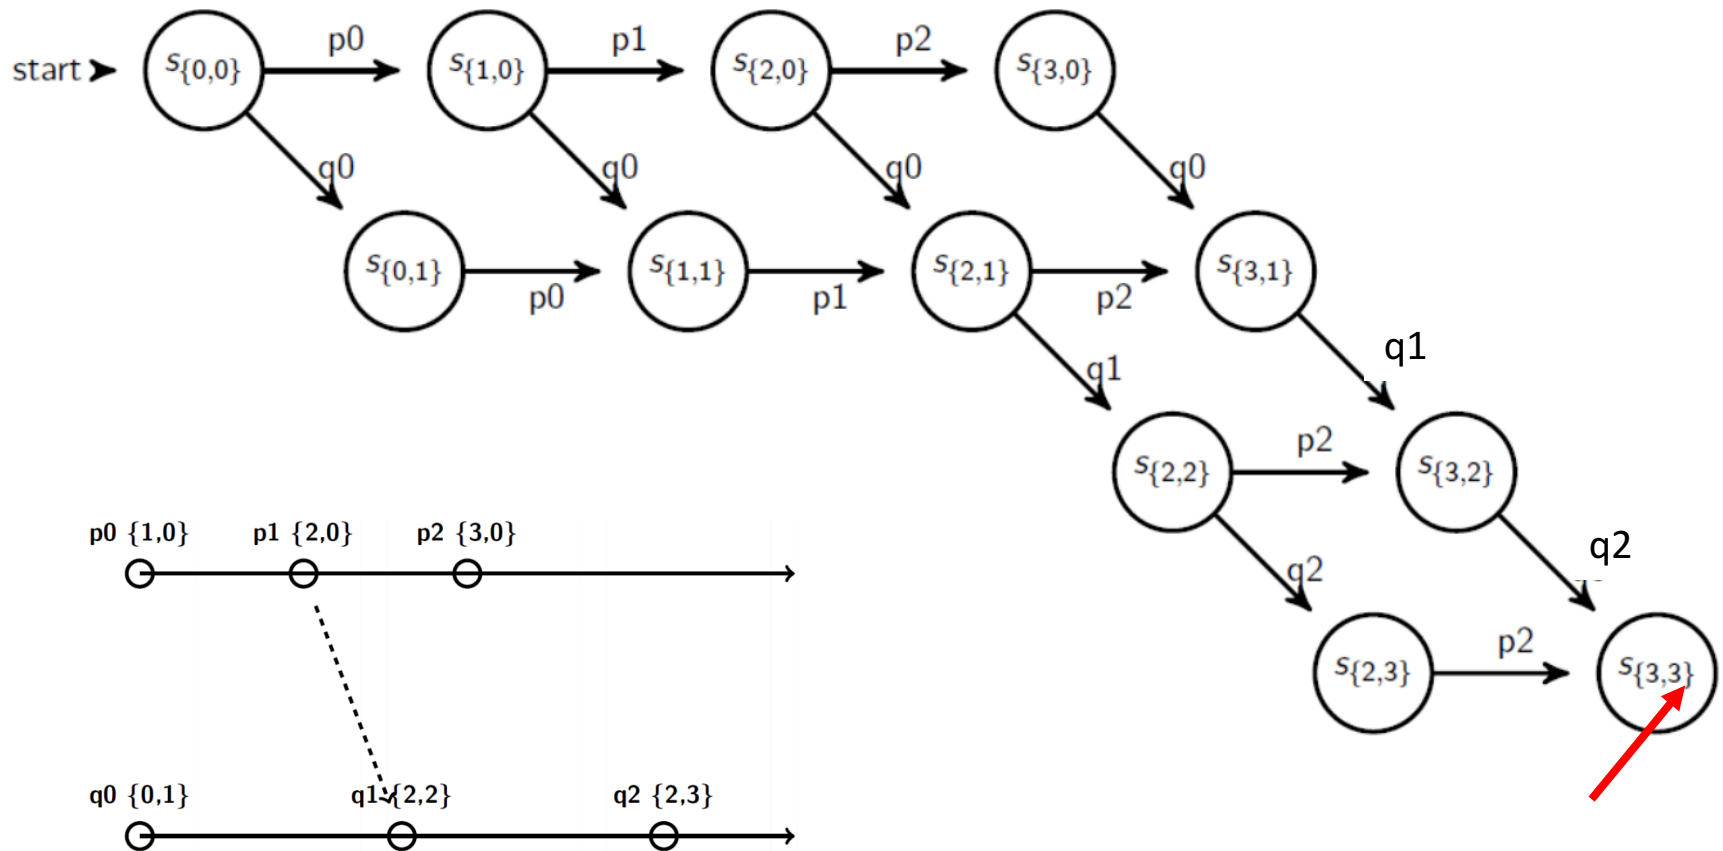 p0 p1 p2
start s{0,0} s{1,0} s{2,0} s{3,0}
q0 q0 q0 q0
s{0,1} s{1,1} s{2,1} s{3,1}
p0 p1 p2
q1 q1
p2
s{2,2} s{3,2}
p0 {1,0} p1 {2,0} p2 {3,0}
q2 q2
p2
s{2,3} s{3,3}
q0 {0,1} q1 {2,2} q2 {2,3}